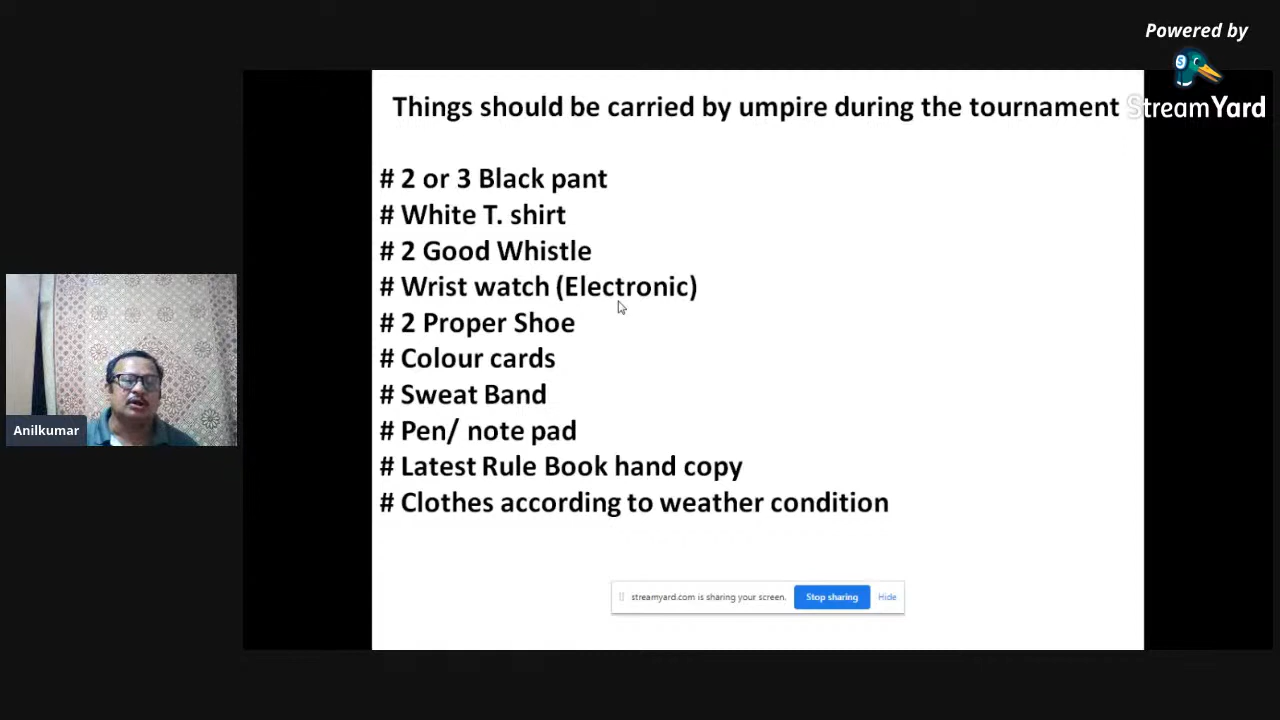 Powered by
StreamYard
Things should be carried by umpire during the tournament
# 2 or 3 Black pant
# White T. shirt
# 2 Good Whistle
# Wrist watch (Electronic)
# 2 Proper Shoe
# Colour cards
# Sweat Band
# Pen/ note pad
# Latest Rule Book hand copy
# Clothes according to weather condition
Anilkumar
streamyard.com is sharing your screen. Stop sharing Hide